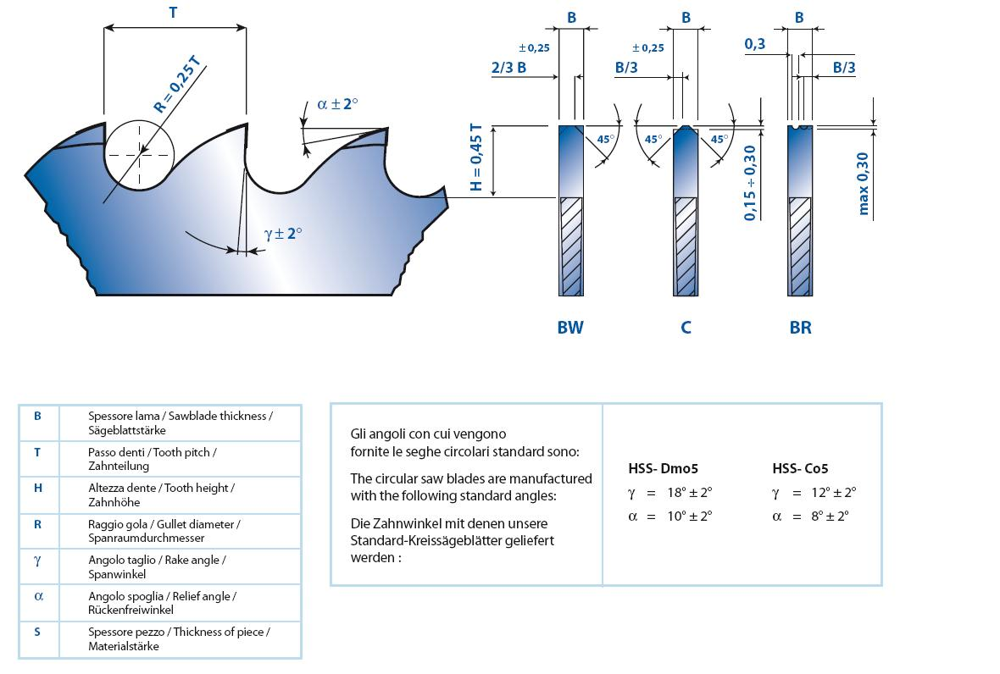 T
R = 0,25T
α ± 2°
γ ± 2°
B
± 0,25
2/3 B
H = 0,45 T
45°
BW
B
± 0,25
B/3
45°
45°
0,15 ÷ 0,30
C
B
0,3
B/3
max 0,30
BR
B
Spessore lama / Sawblade thickness /
Sägeblattstärke
T
Passo denti / Tooth pitch /
Zahnteilung
H
Altezza dente / Tooth height /
Zahnhöhe
R
Raggio gola / Gullet diameter /
Spanraumdurchmesser
γ
Angolo taglio / Rake angle /
Spanwinkel
α
Angolo spoglia / Relief angle /
Rückenfreiwinkel
S
Spessore pezzo / Thickness of piece /
Materialstärke
Gli angoli con cui vengono
fornite le seghe circolari standard sono:
The circular saw blades are manufactured
with the following standard angles:
Die Zahnwinkel mit denen unsere
Standard-Kreissägeblätter geliefert
werden :
HSS- Dmo5
γ = 18° ± 2°
α = 10° ± 2°
HSS- Co5
γ = 12° ± 2°
α = 8° ± 2°